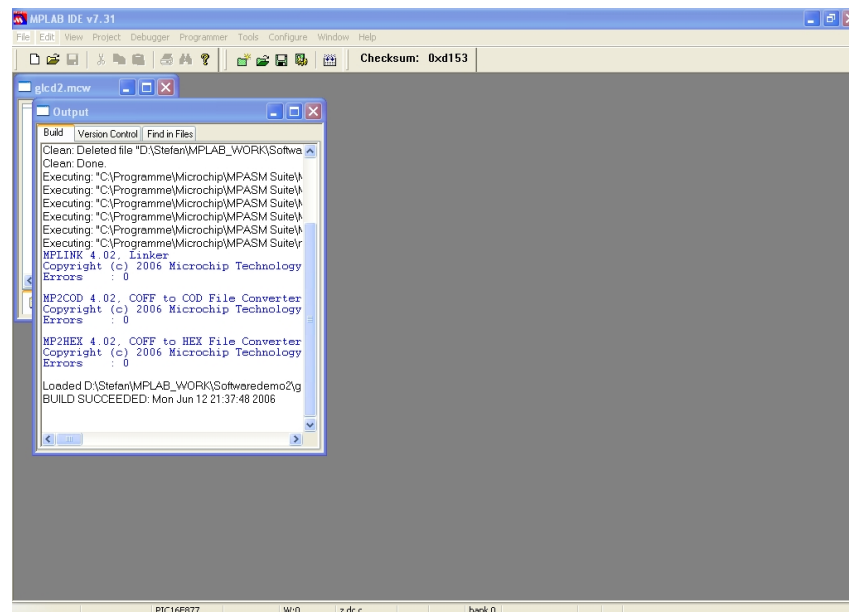 MPLAB IDE v7.31
File Edit View Project Debugger Programmer Tools Configure Window Help
Checksum: 0xd153
glcd2.mcw
Output
Build Version Control Find in Files
Clean: Deleted file "D:\Stefan\MPLAB_WORK\Softwa
Clean: Done.
Executing: "C:\Programme\Microchip\MPASM Suite\M
Executing: "C:\Programme\Microchip\MPASM Suite\M
Executing: "C:\Programme\Microchip\MPASM Suite\M
Executing: "C:\Programme\Microchip\MPASM Suite\M
Executing: "C:\Programme\Microchip\MPASM Suite\M
Executing: "C:\Programme\Microchip\MPASM Suite\r
MPLINK 4.02, Linker
Copyright (c) 2006 Microchip Technology
Errors : 0
MP2COD 4.02, COFF to COD File Converter
Copyright (c) 2006 Microchip Technology
Errors : 0
MP2HEX 4.02, COFF to HEX File Converter
Copyright (c) 2006 Microchip Technology
Errors : 0
Loaded D:\Stefan\MPLAB_WORK\Softwaredemo2\g
BUILD SUCCEEDED: Mon Jun 12 21:37:48 2006
PIC16F877 W:0 z dc c bank 0